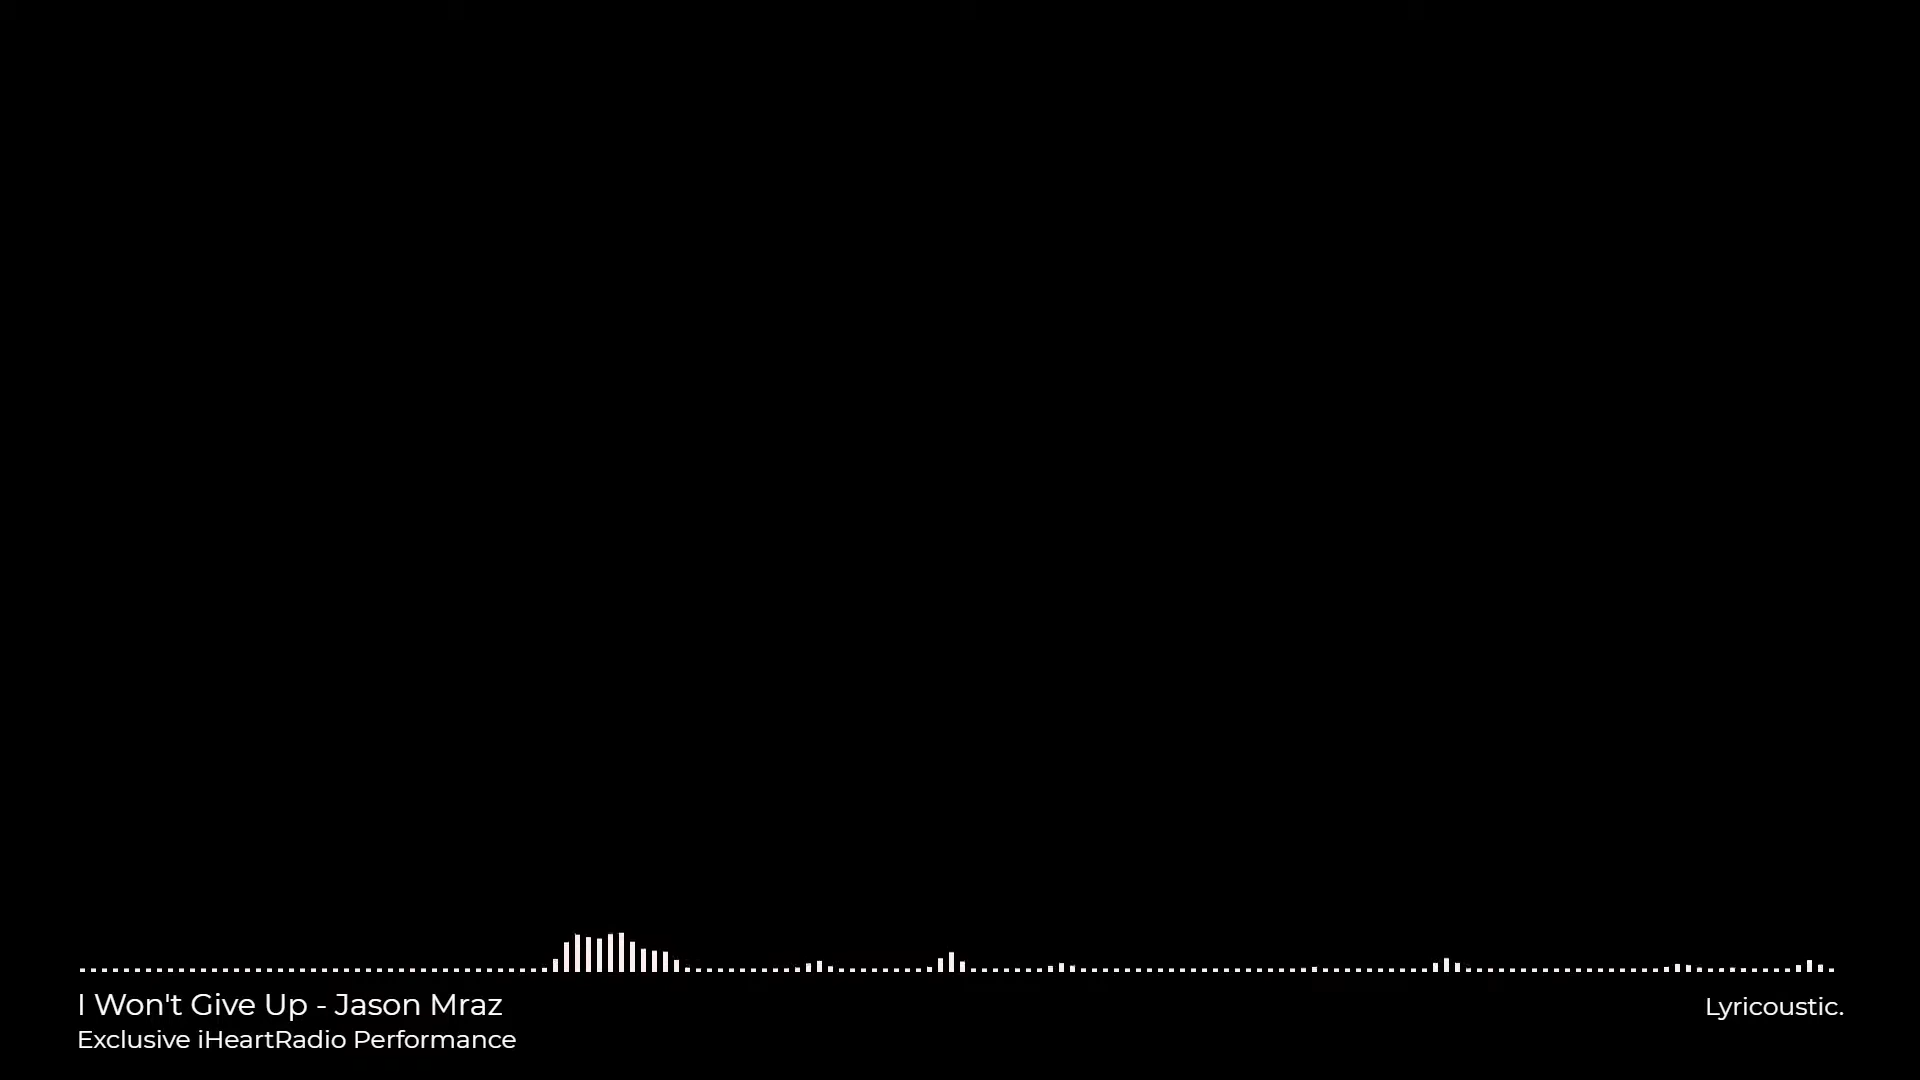 I Won't Give Up - Jason Mraz
Exclusive iHeartRadio Performance
Lyricoustic.